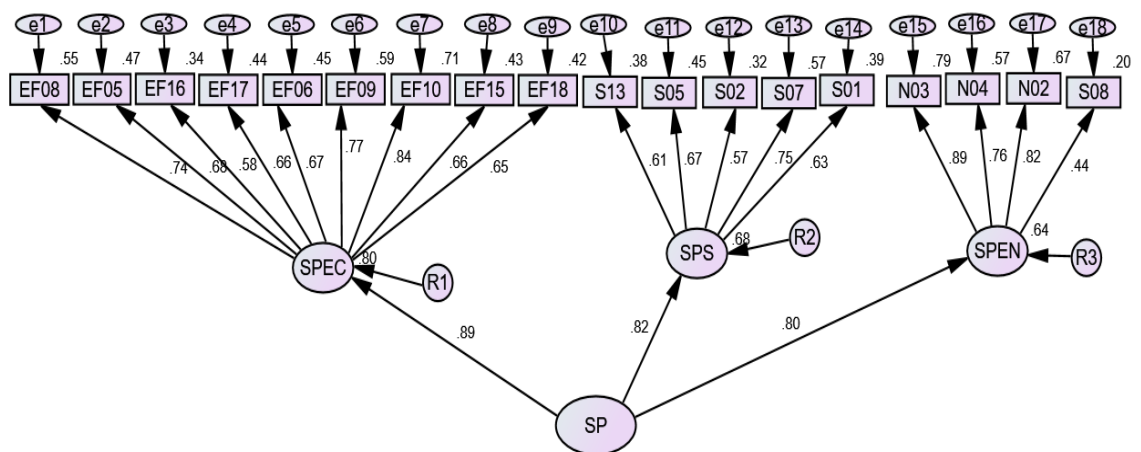 e1 e2 e3 e4 e5 e6 e7 e8 e9 e10 e11 e12 e13 e14 e15 e16 e17 e18
.55 .47 .34 .44 .45 .59 .71 .43 .42 .38 .45 .32 .57 .39 .79 .57 .67 .20
EF08 EF05 EF16 EF17 EF06 EF09 EF10 EF15 EF18 S13 S05 S02 S07 S01 N03 N04 N02 S08
.74 .68 .58 .66 .67 .77 .84 .66 .65 .61 .67 .57 .75 .63 .89 .76 .82 .44
SPEC .80 R1 SPS .68 R2 SPEN .64 R3
.89 .82 .80
SP